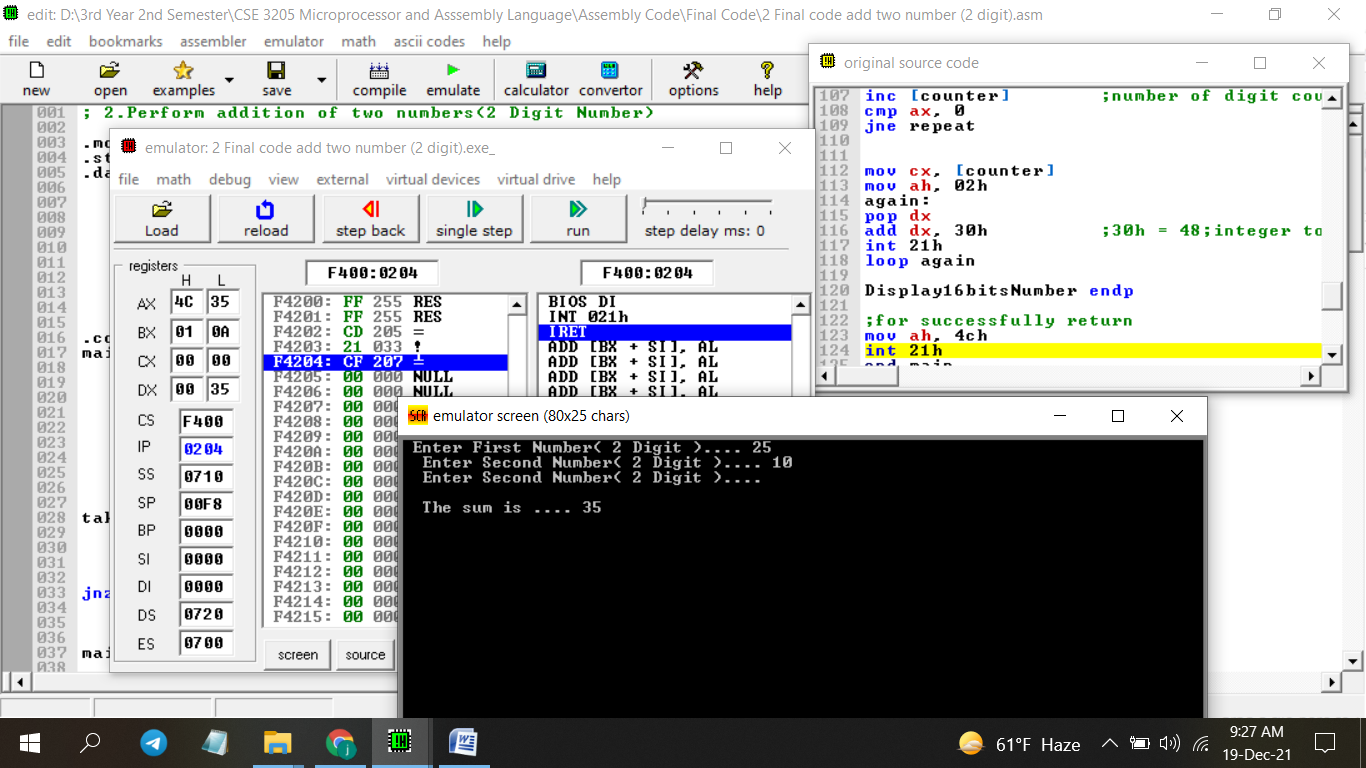 edit: D:\3rd Year 2nd Semester\CSE 3205 Microprocessor and Asssembly Language\Assembly Code\Final Code\2 Final code add two number (2 digit).asm
file edit bookmarks assembler emulator math ascii codes help
new open examples save compile emulate calculator convertor options help
001 ; 2.Perform addition of two numbers(2 Digit Number)
002
003 .mo
004 .st
005 .da
006
007
008
009
010
011
012
013
014
015
016 .co
017 mai
018
019
020
021
022
023
024
025
026
027
028 tak
029
030
031
032
033 jnz
034
035
036
037 mai
038
emulator: 2 Final code add two number (2 digit).exe_
file math debug view external virtual devices virtual drive help
Load reload step back single step run step delay ms: 0
registers
H L
AX 4C 35
BX 01 0A
CX 00 00
DX 00 35
CS F400
IP 0204
SS 0710
SP 00F8
BP 0000
SI 0000
DI 0000
DS 0720
ES 0700
F400:0204 F400:0204
F4200: FF 255 RES
F4201: FF 255 RES
F4202: CD 205 =
F4203: 21 033 !
F4204: CF 207 ╧
F4205: 00 000 NULL
F4206: 00 000 NULL
F4207: 00 000
F4208: 00 000
F4209: 00 000
F420A: 00 000
F420B: 00 000
F420C: 00 000
F420D: 00 000
F420E: 00 000
F420F: 00 000
F4210: 00 000
F4211: 00 000
F4212: 00 000
F4213: 00 000
F4214: 00 000
F4215: 00 000
BIOS DI
INT 021h
IRET
ADD [BX + SI], AL
ADD [BX + SI], AL
ADD [BX + SI], AL
ADD [BX + SI], AL
screen source
original source code
107 inc [counter] ;number of digit cou
108 cmp ax, 0
109 jne repeat
110
111
112 mov cx, [counter]
113 mov ah, 02h
114 again:
115 pop dx
116 add dx, 30h ;30h = 48;integer to
117 int 21h
118 loop again
119
120 Display16bitsNumber endp
121
122 ;for successfully return
123 mov ah, 4ch
124 int 21h
125 end main
emulator screen (80x25 chars)
Enter First Number( 2 Digit ).... 25
Enter Second Number( 2 Digit ).... 10
Enter Second Number( 2 Digit )....
The sum is .... 35
61°F Haze
9:27 AM
19-Dec-21